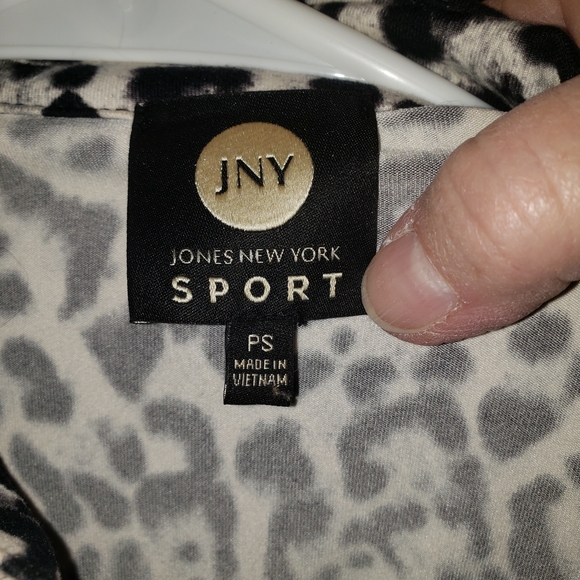 JNY
JONES NEW YORK
SPORT
PS
MADE IN
VIETNAM